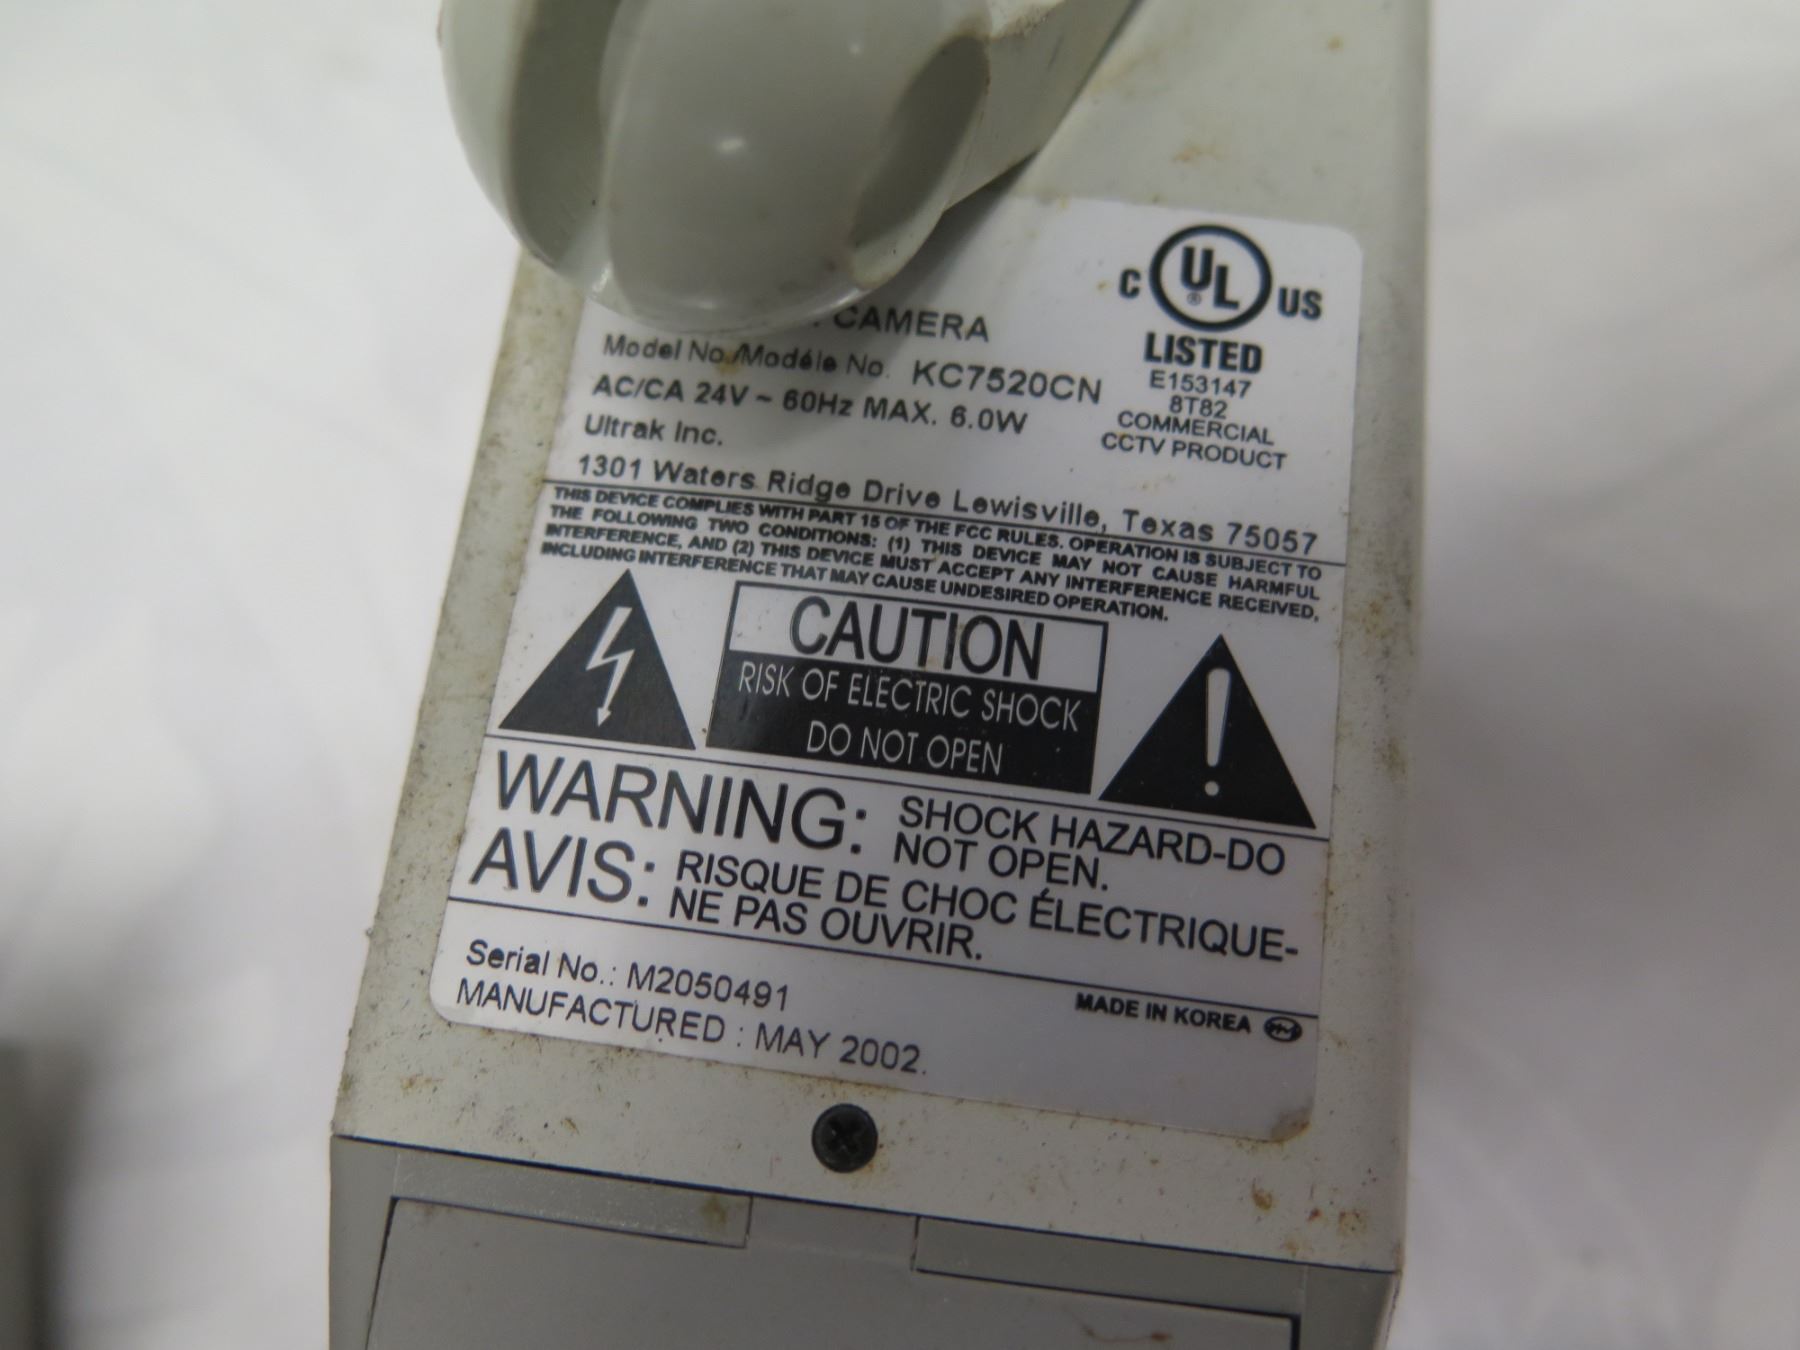 CAMERA
Model No./Modéle No. KC7520CN
AC/CA 24V ~ 60Hz MAX. 6.0W
Ultrak Inc.
1301 Waters Ridge Drive Lewisville, Texas 75057
C UL ® US
LISTED
E153147
8T82
COMMERCIAL
CCTV PRODUCT
THIS DEVICE COMPLIES WITH PART 15 OF THE FCC RULES. OPERATION IS SUBJECT TO
THE FOLLOWING TWO CONDITIONS: (1) THIS DEVICE MAY NOT CAUSE HARMFUL
INTERFERENCE, AND (2) THIS DEVICE MUST ACCEPT ANY INTERFERENCE RECEIVED,
INCLUDING INTERFERENCE THAT MAY CAUSE UNDESIRED OPERATION.
CAUTION
RISK OF ELECTRIC SHOCK
DO NOT OPEN
WARNING: SHOCK HAZARD-DO
NOT OPEN.
AVIS: RISQUE DE CHOC ÉLECTRIQUE-
NE PAS OUVRIR.
Serial No.: M2050491
MANUFACTURED : MAY 2002.
MADE IN KOREA